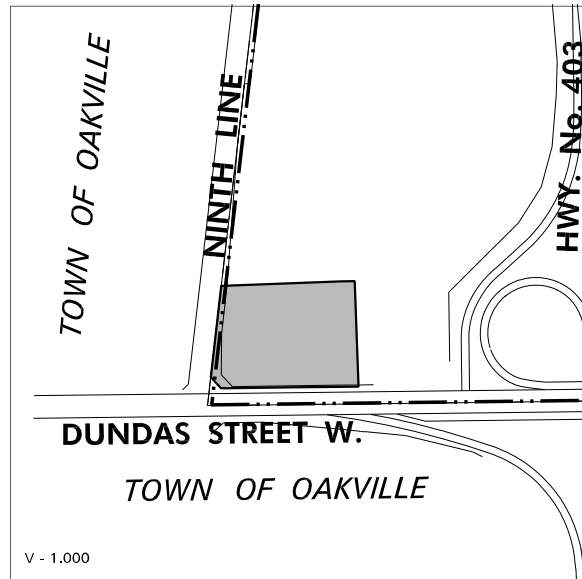 TOWN OF OAKVILLE
NINTH LINE
HWY. No. 403
DUNDAS STREET W.
TOWN OF OAKVILLE
V - 1.000